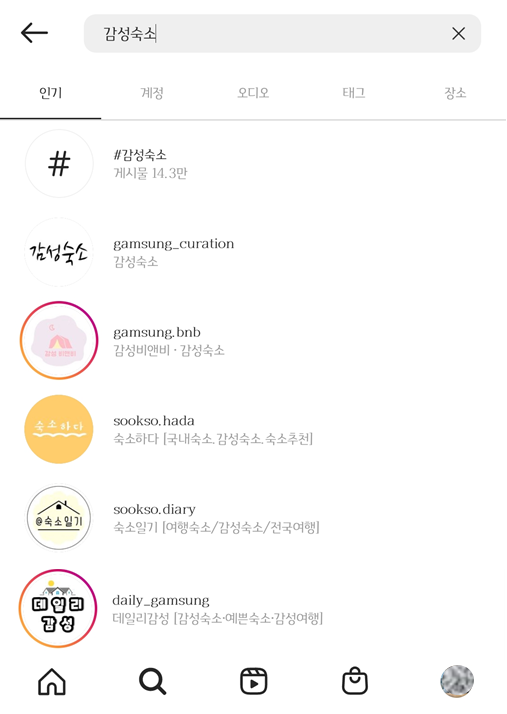 감성숙소
인기 계정 오디오 태그 장소
#
#감성숙소
게시물 14.3만
감성숙소
gamsung_curation
감성숙소
감성 비앤비
gamsung.bnb
감성비앤비 · 감성숙소
숙소하다
sookso.hada
숙소하다 [국내숙소.감성숙소.숙소추천]
@숙소일기
sookso.diary
숙소일기 [여행숙소/감성숙소/전국여행]
데일리
감성
daily_gamsung
데일리감성 [감성숙소·예쁜숙소·감성여행]